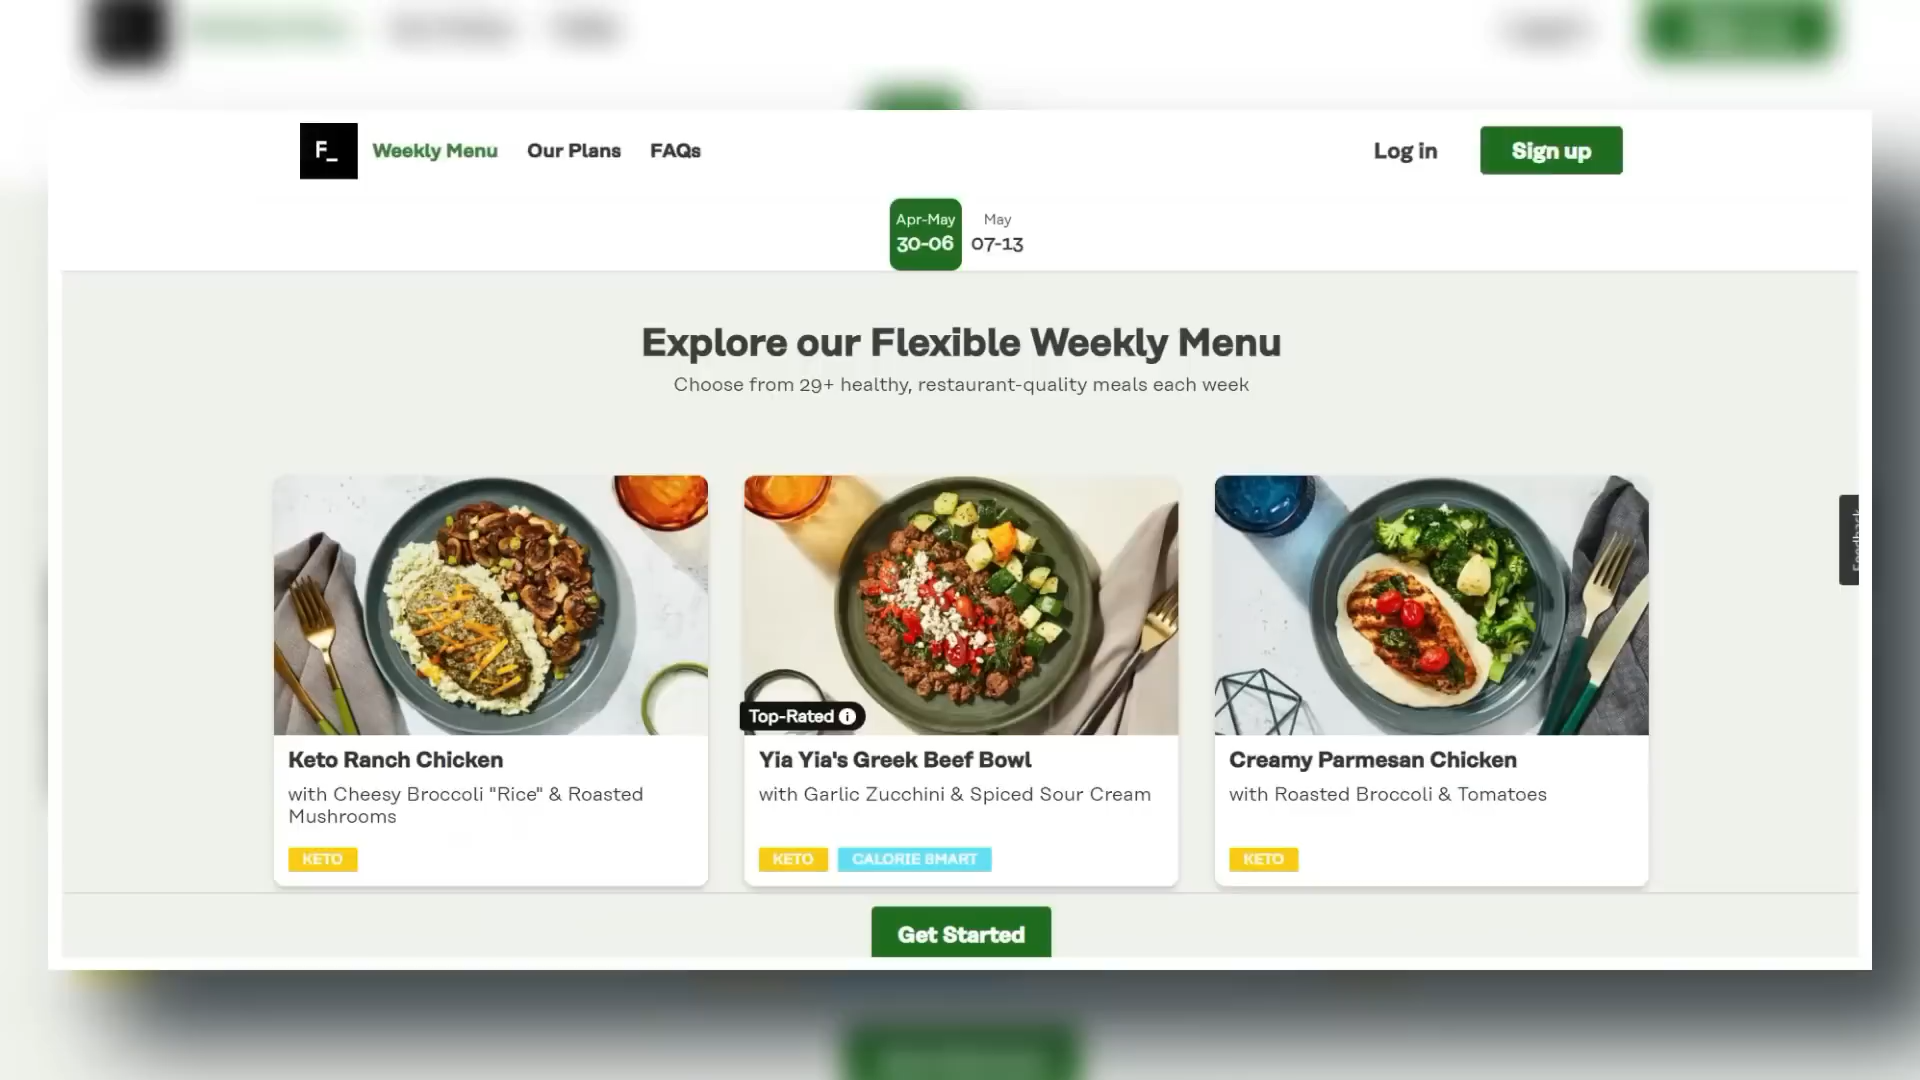 F_
Weekly Menu
Our Plans
FAQs
Log in
Sign up
Apr-May
30-06
May
07-13
Explore our Flexible Weekly Menu
Choose from 29+ healthy, restaurant-quality meals each week
Top-Rated
Keto Ranch Chicken
with Cheesy Broccoli "Rice" & Roasted
Mushrooms
KETO
Yia Yia's Greek Beef Bowl
with Garlic Zucchini & Spiced Sour Cream
KETO
CALORIE SMART
Creamy Parmesan Chicken
with Roasted Broccoli & Tomatoes
KETO
Feedback
Get Started